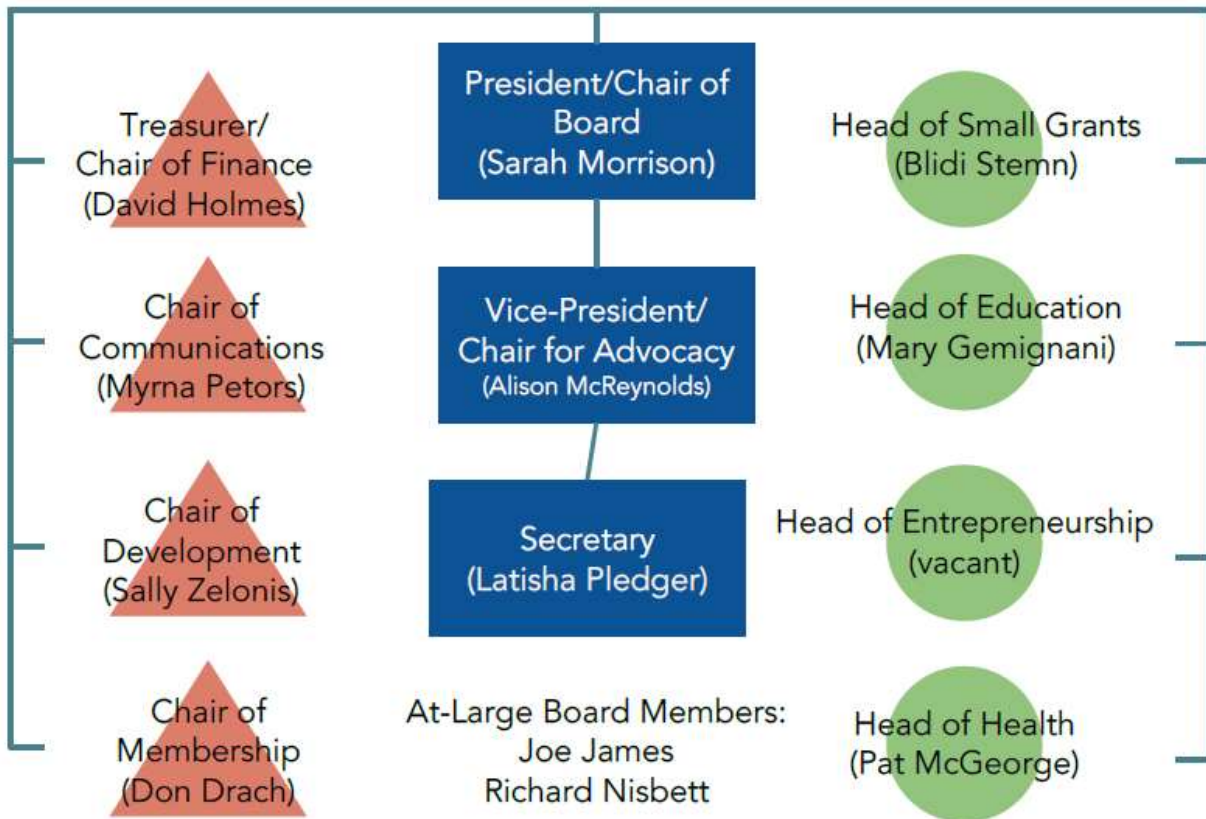 Treasurer/
Chair of Finance
(David Holmes)
Chair of
Communications
(Myrna Petors)
Chair of
Development
(Sally Zelonis)
Chair of
Membership
(Don Drach)
President/Chair of
Board
(Sarah Morrison)
Vice-President/
Chair for Advocacy
(Alison McReynolds)
Secretary
(Latisha Pledger)
At-Large Board Members:
Joe James
Richard Nisbett
Head of Small Grants
(Blidi Stemn)
Head of Education
(Mary Gemignani)
Head of Entrepreneurship
(vacant)
Head of Health
(Pat McGeorge)